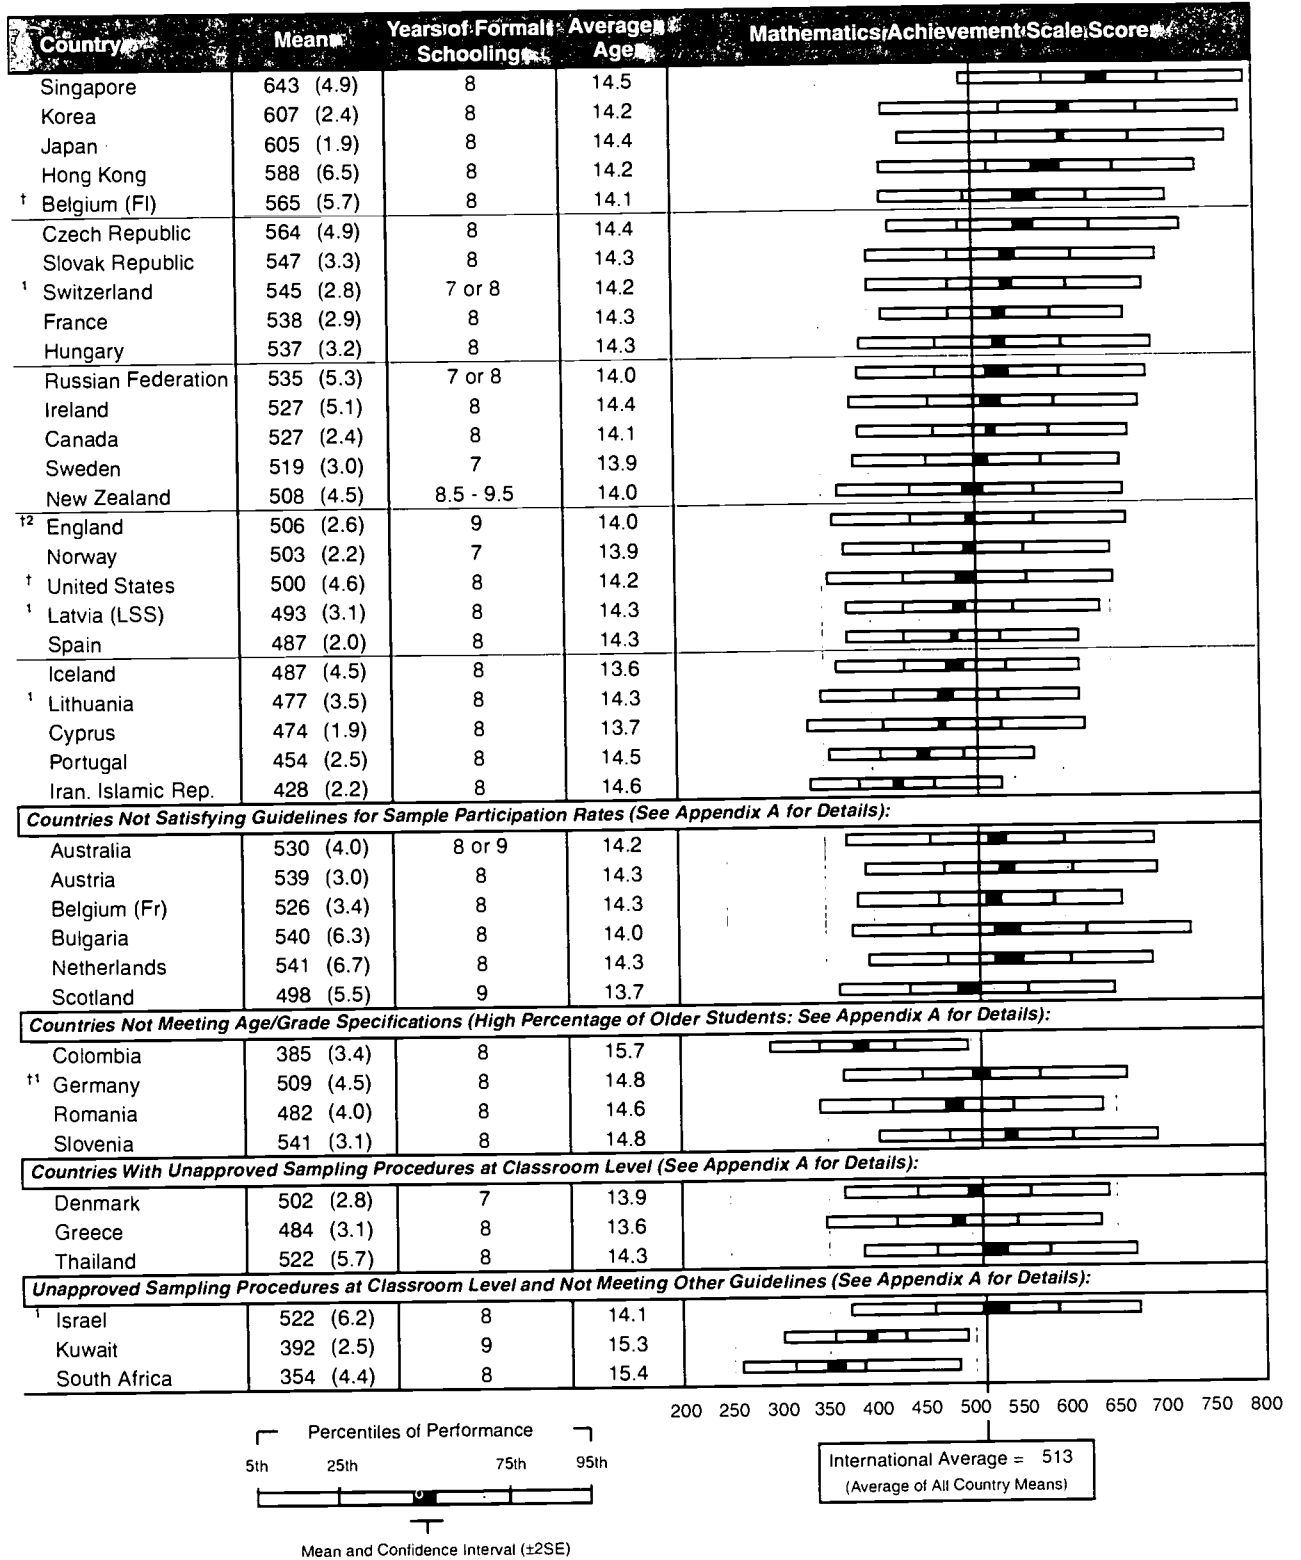 Country Mean Years of Formal Schooling Average Age Mathematics Achievement Scale Score
Singapore 643 (4.9) 8 14.5
Korea 607 (2.4) 8 14.2
Japan 605 (1.9) 8 14.4
Hong Kong 588 (6.5) 8 14.2
† Belgium (Fl) 565 (5.7) 8 14.1
Czech Republic 564 (4.9) 8 14.4
Slovak Republic 547 (3.3) 8 14.3
¹ Switzerland 545 (2.8) 7 or 8 14.2
France 538 (2.9) 8 14.3
Hungary 537 (3.2) 8 14.3
Russian Federation 535 (5.3) 7 or 8 14.0
Ireland 527 (5.1) 8 14.4
Canada 527 (2.4) 8 14.1
Sweden 519 (3.0) 7 13.9
New Zealand 508 (4.5) 8.5 - 9.5 14.0
†² England 506 (2.6) 9 14.0
Norway 503 (2.2) 7 13.9
† United States 500 (4.6) 8 14.2
¹ Latvia (LSS) 493 (3.1) 8 14.3
Spain 487 (2.0) 8 14.3
Iceland 487 (4.5) 8 13.6
¹ Lithuania 477 (3.5) 8 14.3
Cyprus 474 (1.9) 8 13.7
Portugal 454 (2.5) 8 14.5
Iran. Islamic Rep. 428 (2.2) 8 14.6
Countries Not Satisfying Guidelines for Sample Participation Rates (See Appendix A for Details):
Australia 530 (4.0) 8 or 9 14.2
Austria 539 (3.0) 8 14.3
Belgium (Fr) 526 (3.4) 8 14.3
Bulgaria 540 (6.3) 8 14.0
Netherlands 541 (6.7) 8 14.3
Scotland 498 (5.5) 9 13.7
Countries Not Meeting Age/Grade Specifications (High Percentage of Older Students: See Appendix A for Details):
Colombia 385 (3.4) 8 15.7
†¹ Germany 509 (4.5) 8 14.8
Romania 482 (4.0) 8 14.6
Slovenia 541 (3.1) 8 14.8
Countries With Unapproved Sampling Procedures at Classroom Level (See Appendix A for Details):
Denmark 502 (2.8) 7 13.9
Greece 484 (3.1) 8 13.6
Thailand 522 (5.7) 8 14.3
Unapproved Sampling Procedures at Classroom Level and Not Meeting Other Guidelines (See Appendix A for Details):
¹ Israel 522 (6.2) 8 14.1
Kuwait 392 (2.5) 9 15.3
South Africa 354 (4.4) 8 15.4
200 250 300 350 400 450 500 550 600 650 700 750 800
Percentiles of Performance
5th 25th 75th 95th
Mean and Confidence Interval (±2SE)
International Average = 513
(Average of All Country Means)